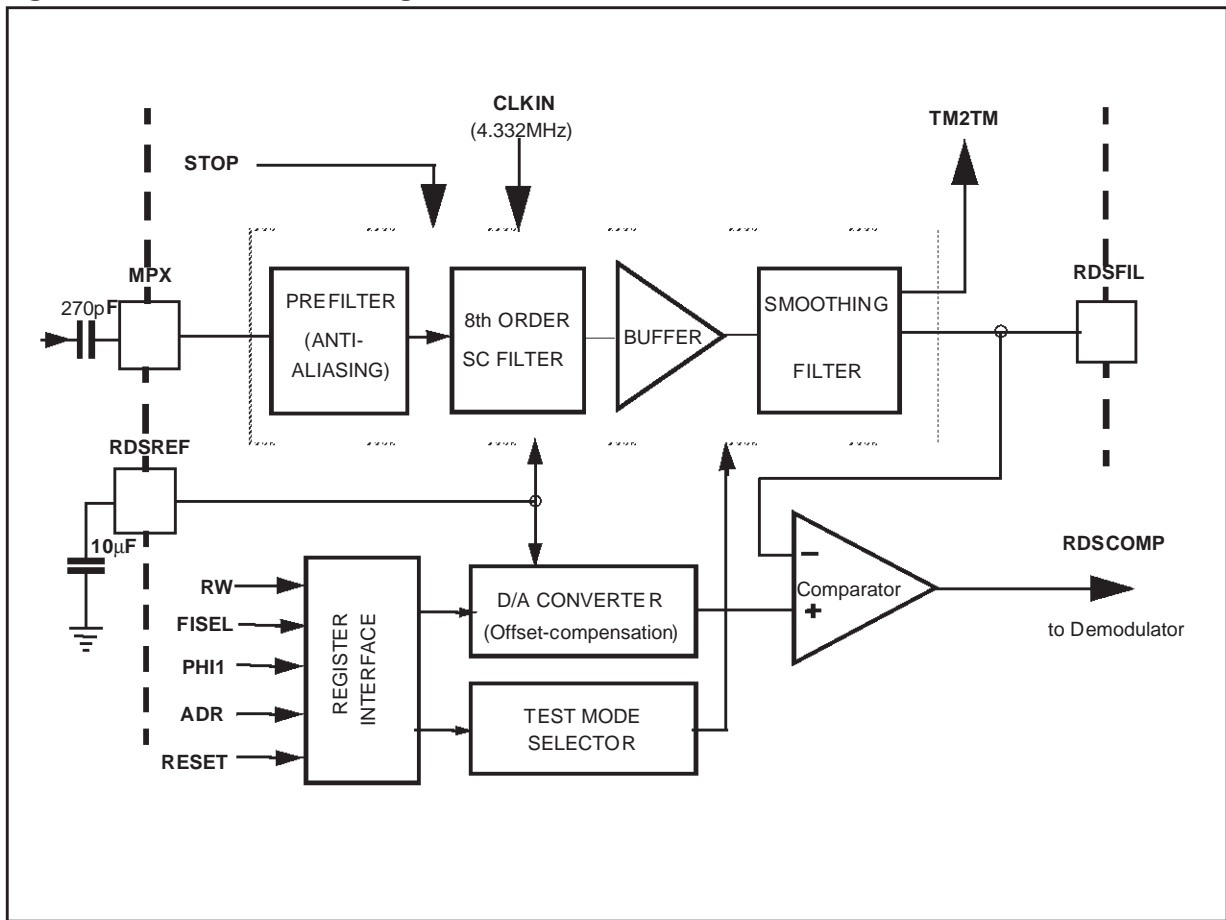 CLKIN
(4.332MHz)
TM2TM
STOP
MPX
RDSFIL
270pF
PREFILTER
(ANTI-
ALIASING)
8th ORDER
SC FILTER
BUFFER
SMOOTHING
FILTER
RDSREF
10µF
RW
FISEL
PHI1
ADR
RESET
REGISTER
INTERFACE
D/A CONVERTER
(Offset-compensation)
TEST MODE
SELECTOR
−
Comparator
+
RDSCOMP
to Demodulator